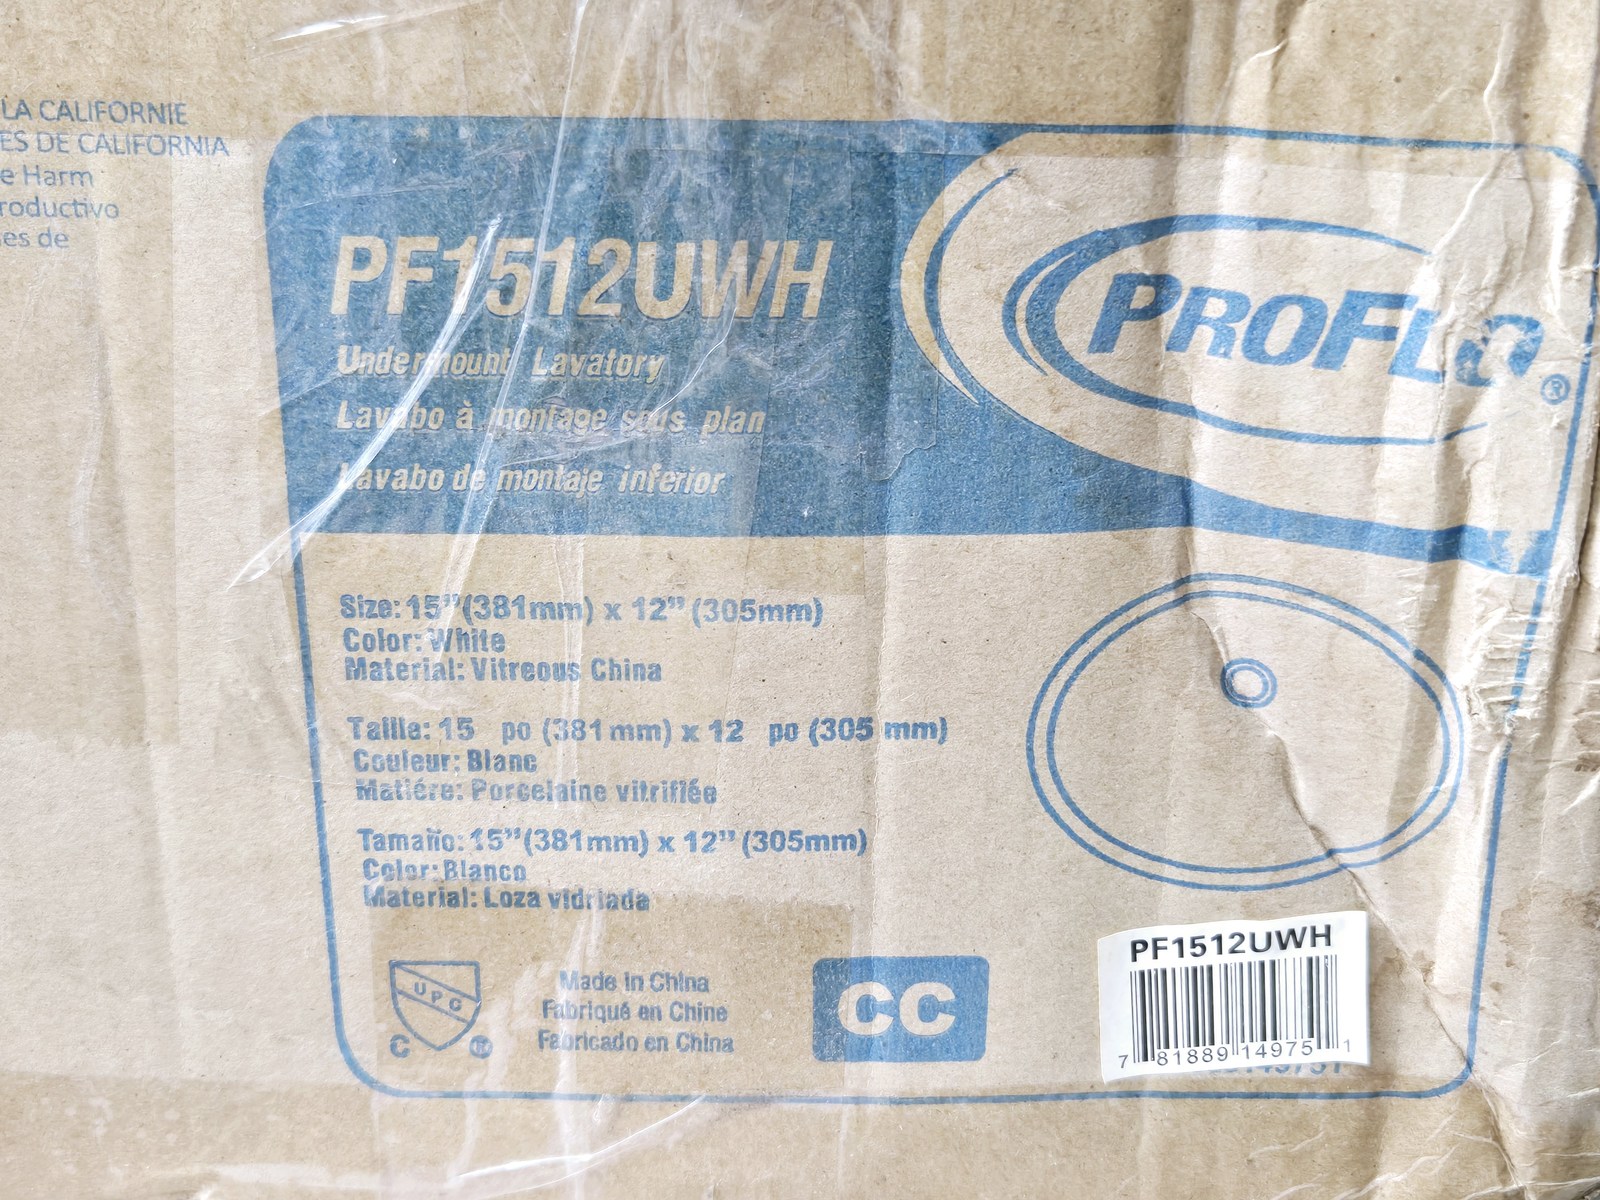 LA CALIFORNIE
ES DE CALIFORNIA
e Harm
roductivo
es de
PF1512UWH
Undermount Lavatory
Lavabo à montage sous plan
Lavabo de montaje inferior
PROFLO®
Size: 15” (381mm) x 12” (305mm)
Color: White
Material: Vitreous China
Taille: 15 po (381 mm) x 12 po (305 mm)
Couleur: Blanc
Matiére: Porcelaine vitrifiée
Tamaño: 15” (381mm) x 12” (305mm)
Color: Blanco
Material: Loza vidriada
UPC
C ®
Made in China
Fabriqué en Chine
Fabricado en China
CC
PF1512UWH
7 81889 14975 1